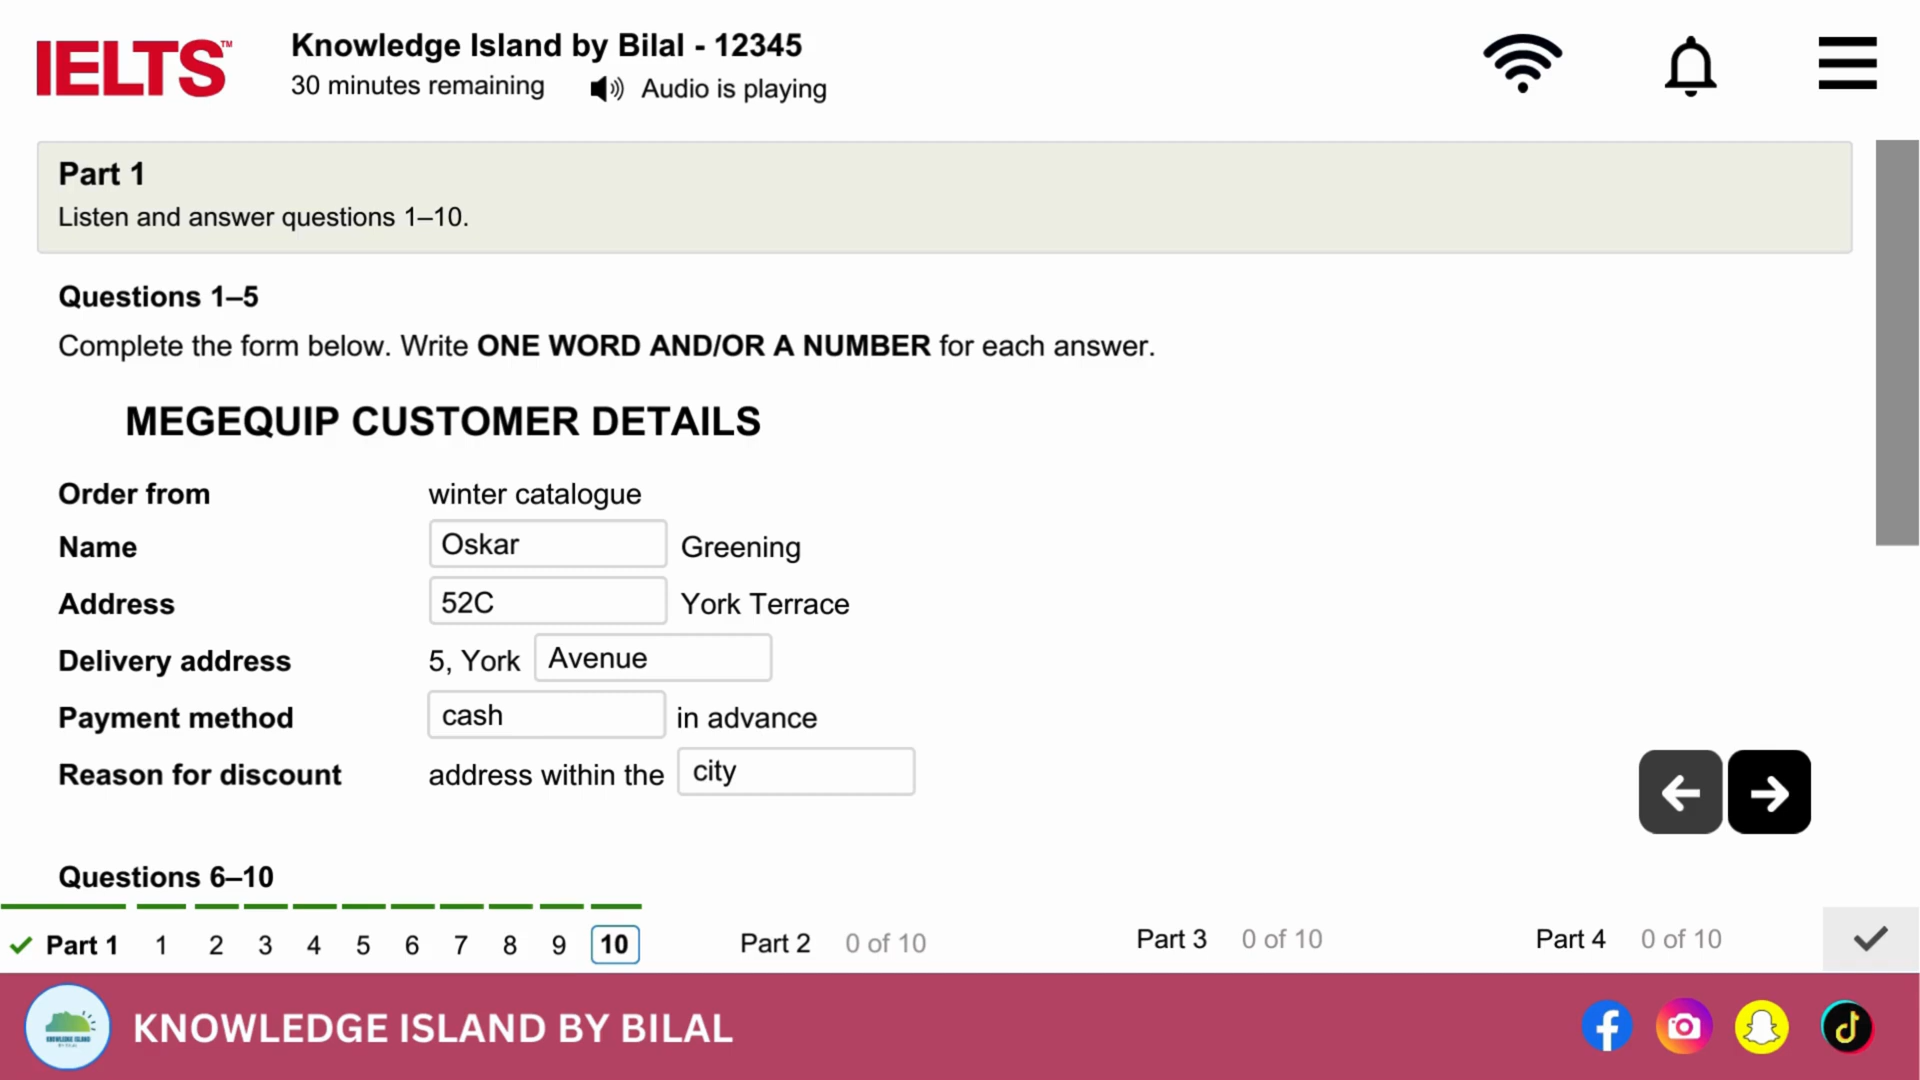 IELTS™
Knowledge Island by Bilal - 12345
30 minutes remaining
Audio is playing
Part 1
Listen and answer questions 1–10.
Questions 1–5
Complete the form below. Write ONE WORD AND/OR A NUMBER for each answer.
MEGEQUIP CUSTOMER DETAILS
Order from winter catalogue
Name Oskar Greening
Address 52C York Terrace
Delivery address 5, York Avenue
Payment method cash in advance
Reason for discount address within the city
Questions 6–10
Part 1 1 2 3 4 5 6 7 8 9 10 Part 2 0 of 10 Part 3 0 of 10 Part 4 0 of 10
KNOWLEDGE ISLAND
BY BILAL
KNOWLEDGE ISLAND BY BILAL